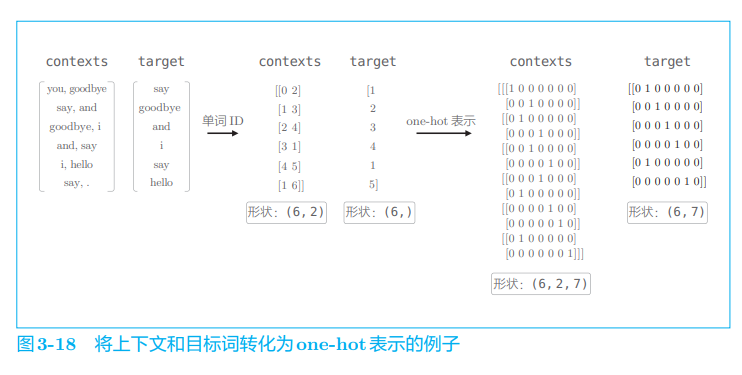 contexts target
you, goodbye
say, and
goodbye, i
and, say
i, hello
say, .
say
goodbye
and
i
say
hello
单词 ID
contexts target
[[0 2]
[1 3]
[2 4]
[3 1]
[4 5]
[1 6]]
形状：(6, 2)
[1
2
3
4
1
5]
形状：(6,)
one-hot 表示
contexts
[[[1 0 0 0 0 0 0]
[0 0 1 0 0 0 0]]
[[0 1 0 0 0 0 0]
[0 0 0 1 0 0 0]]
[[0 0 1 0 0 0 0]
[0 0 0 0 1 0 0]]
[[0 0 0 1 0 0 0]
[0 1 0 0 0 0 0]]
[[0 0 0 0 1 0 0]
[0 0 0 0 0 1 0]]
[[0 1 0 0 0 0 0]
[0 0 0 0 0 0 1]]]
形状：(6, 2, 7)
target
[[0 1 0 0 0 0 0]
[0 0 1 0 0 0 0]
[0 0 0 1 0 0 0]
[0 0 0 0 1 0 0]
[0 1 0 0 0 0 0]
[0 0 0 0 0 1 0]]
形状：(6, 7)
图3-18 将上下文和目标词转化为one-hot表示的例子